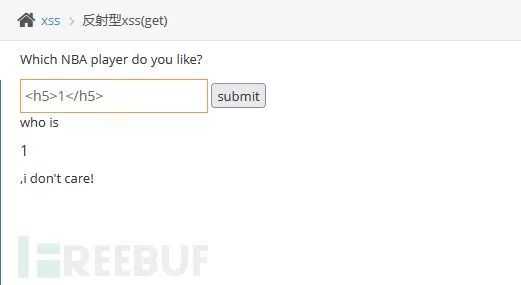 xss > 反射型xss(get)
Which NBA player do you like?
<h5>1</h5> submit
who is
1
,i don't care!
FREEBUF